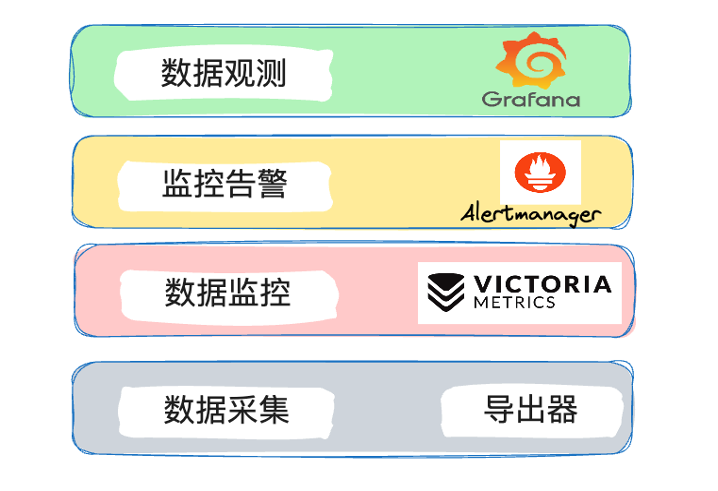 数据观测
Grafana
监控告警
Alertmanager
数据监控
VICTORIA
METRICS
数据采集
导出器